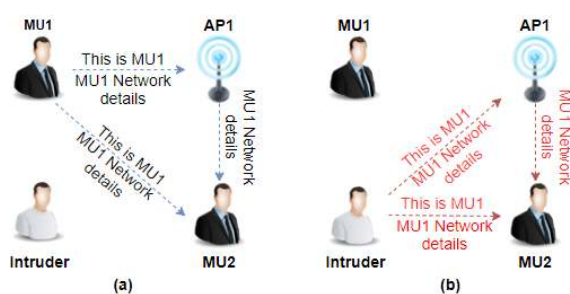 MU1
AP1
This is MU1
MU1 Network
details
This is MU1
MU1 Network
details
MU1 Network
details
Intruder
MU2
(a)
MU1
AP1
This is MU1
MU1 Network
details
MU1 Network
details
This is MU1
MU1 Network
details
Intruder
MU2
(b)